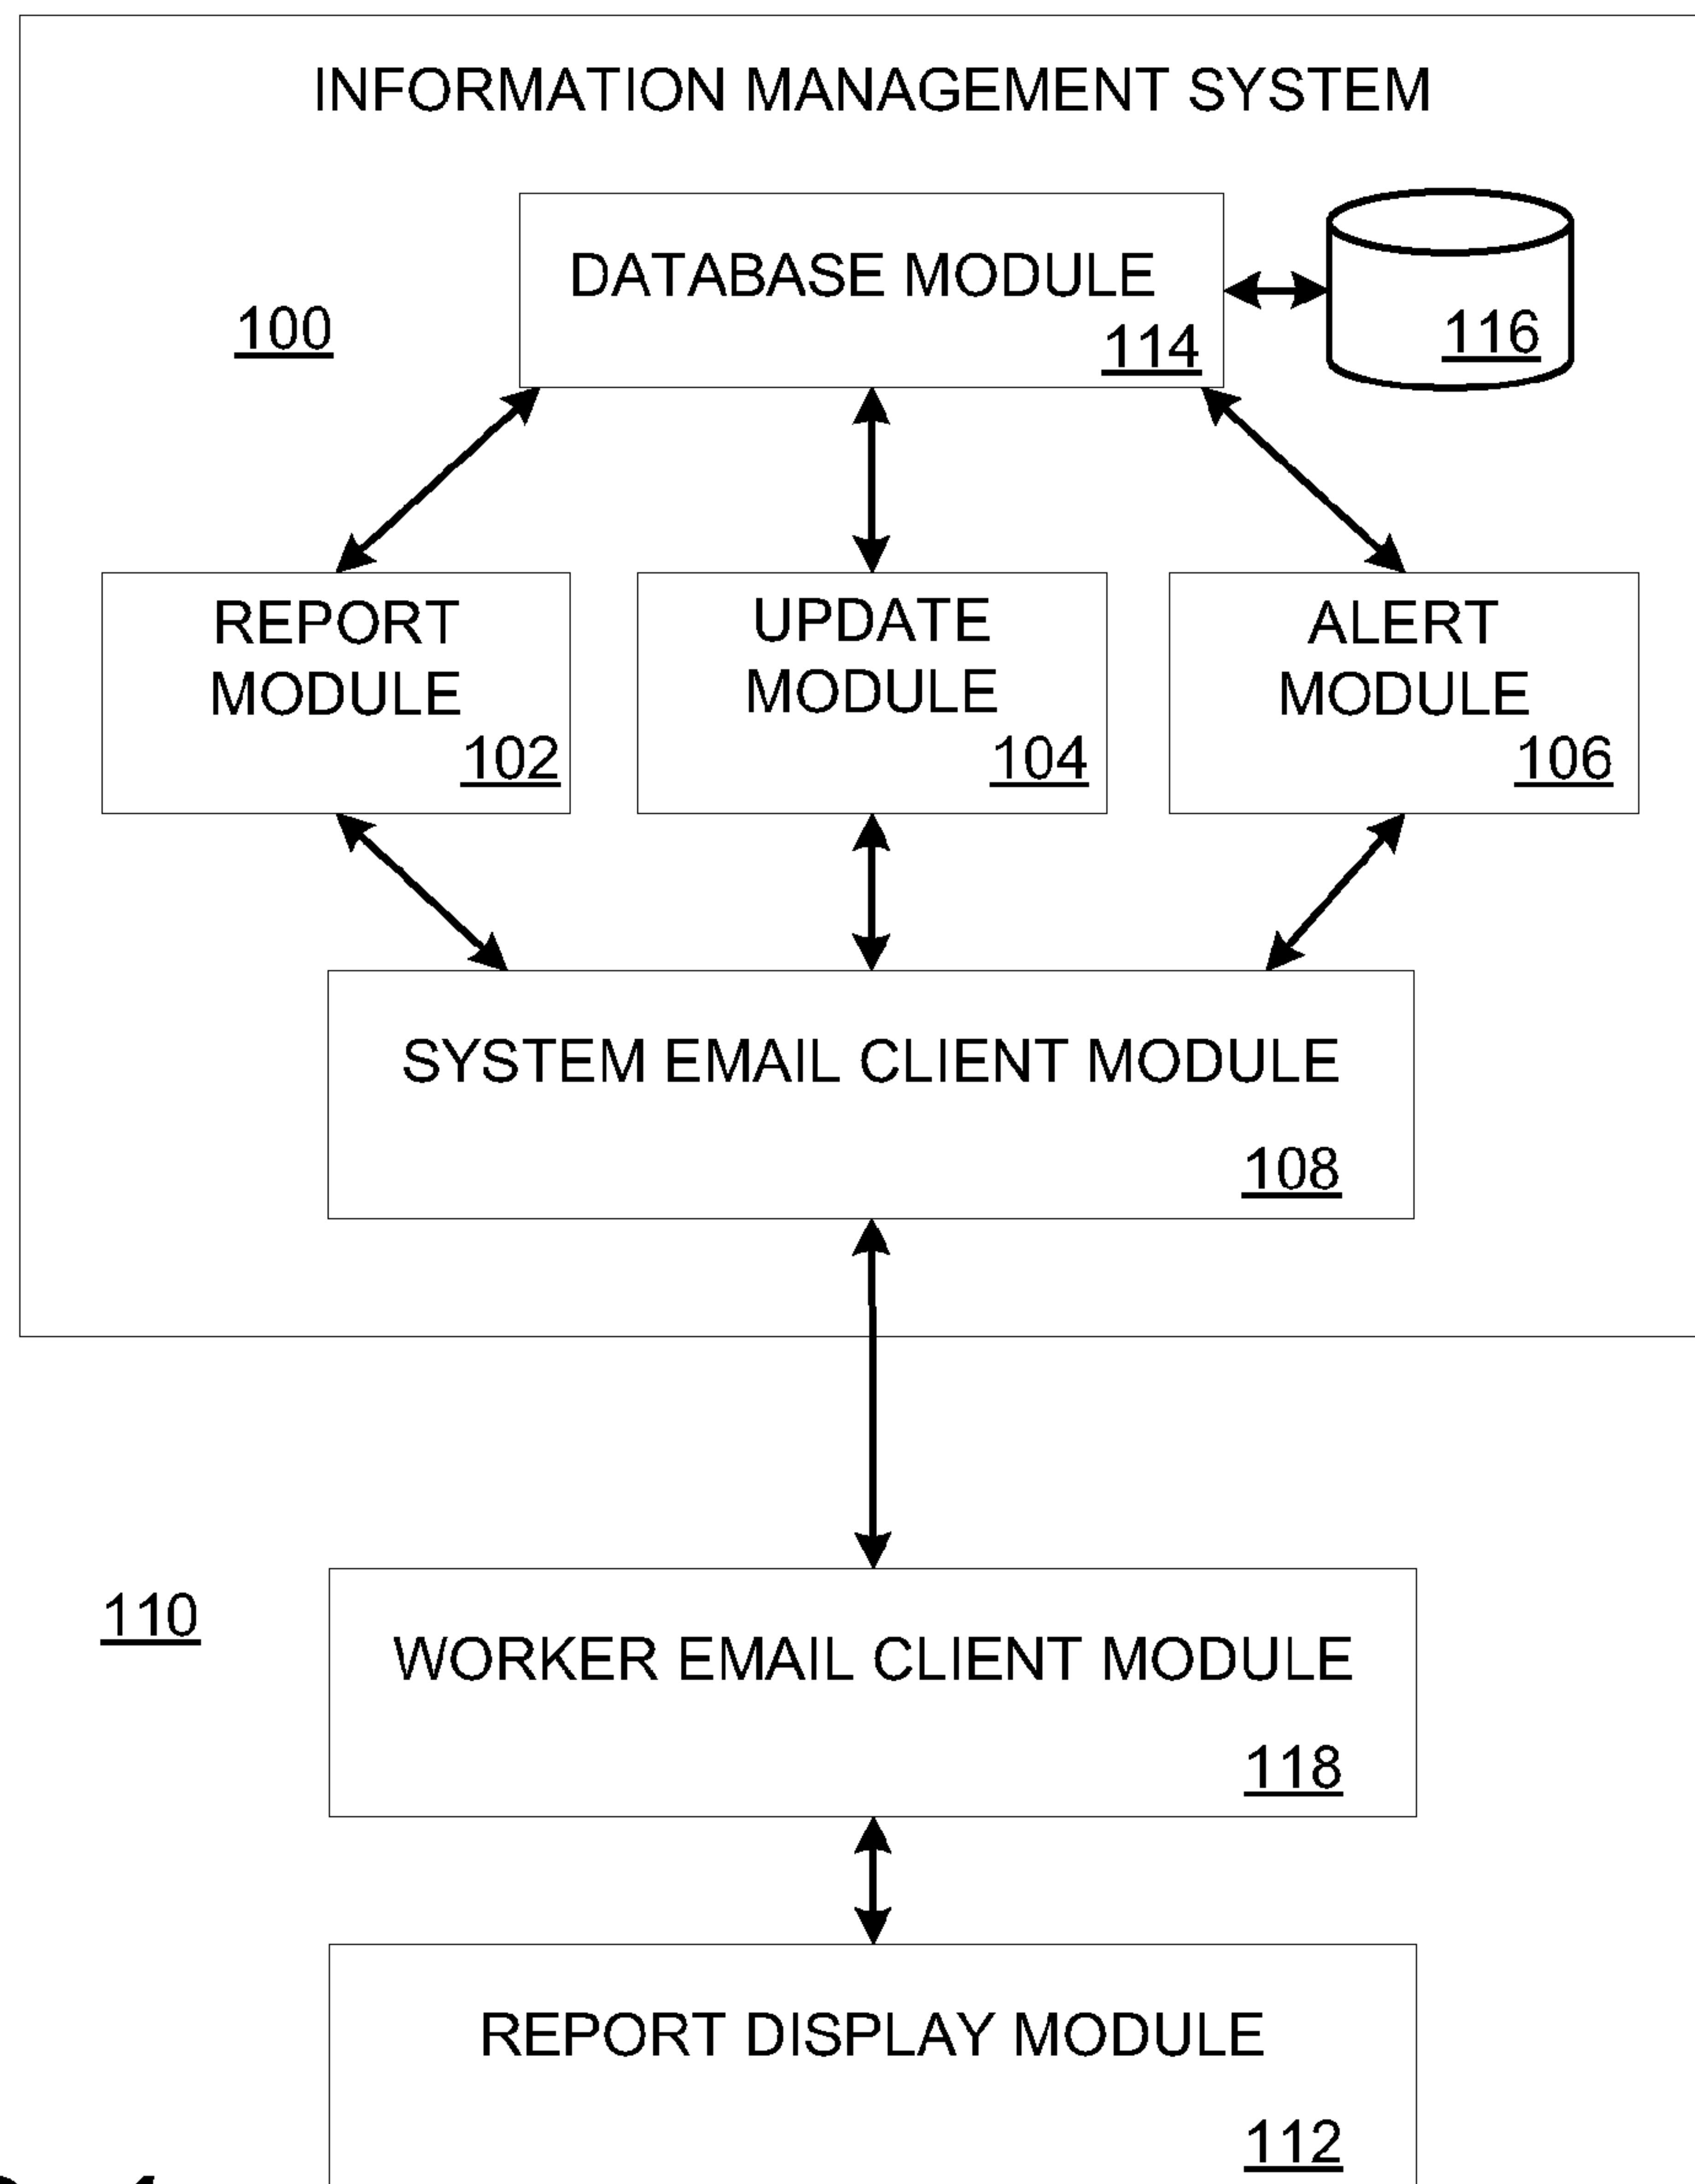 INFORMATION MANAGEMENT SYSTEM
DATABASE MODULE
114
116
100
REPORT
MODULE
102
UPDATE
MODULE
104
ALERT
MODULE
106
SYSTEM EMAIL CLIENT MODULE
108
110
WORKER EMAIL CLIENT MODULE
118
REPORT DISPLAY MODULE
112